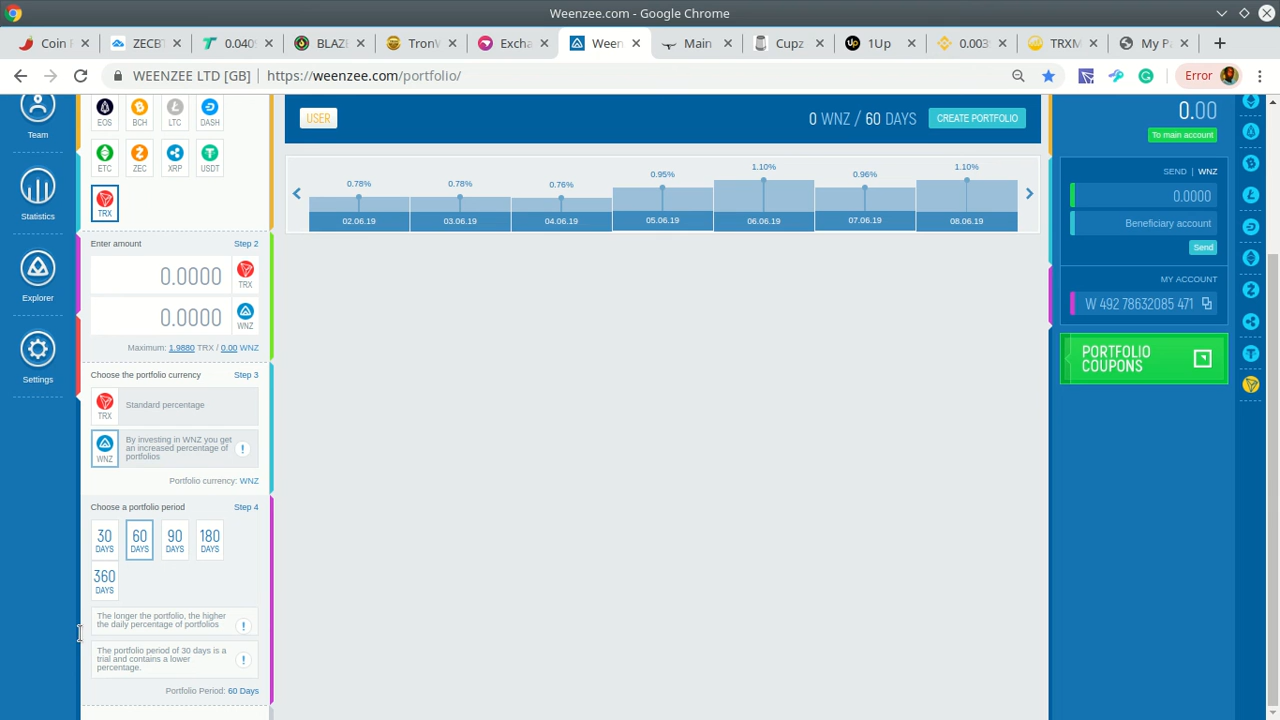 Weenzee.com - Google Chrome
Coin F
ZECBT
0.0409
BLAZE
TronW
Excha
Ween
Main
Cupz
1Up
0.003
TRXM
My P
WEENZEE LTD [GB]
https://weenzee.com/portfolio/
Error
Team
Statistics
Explorer
Settings
EOS BCH LTC DASH
ETC ZEC XRP USDT
TRX
Enter amount Step 2
0.0000 TRX
0.0000 WNZ
Maximum: 1.9880 TRX / 0.00 WNZ
Choose the portfolio currency Step 3
TRX Standard percentage
WNZ
By investing in WNZ you get
an increased percentage of
portfolios
!
Portfolio currency: WNZ
Choose a portfolio period Step 4
30 DAYS
60 DAYS
90 DAYS
180 DAYS
360 DAYS
The longer the portfolio, the higher
the daily percentage of portfolios
!
The portfolio period of 30 days is a
trial and contains a lower
percentage.
!
Portfolio Period: 60 Days
USER
0 WNZ / 60 DAYS
CREATE PORTFOLIO
0.78% 0.78% 0.76% 0.95% 1.10% 0.96% 1.10%
02.06.19 03.06.19 04.06.19 05.06.19 06.06.19 07.06.19 08.06.19
0.00
To main account
SEND | WNZ
0.0000
Beneficiary account
Send
MY ACCOUNT
W 492 78632085 471
PORTFOLIO
COUPONS